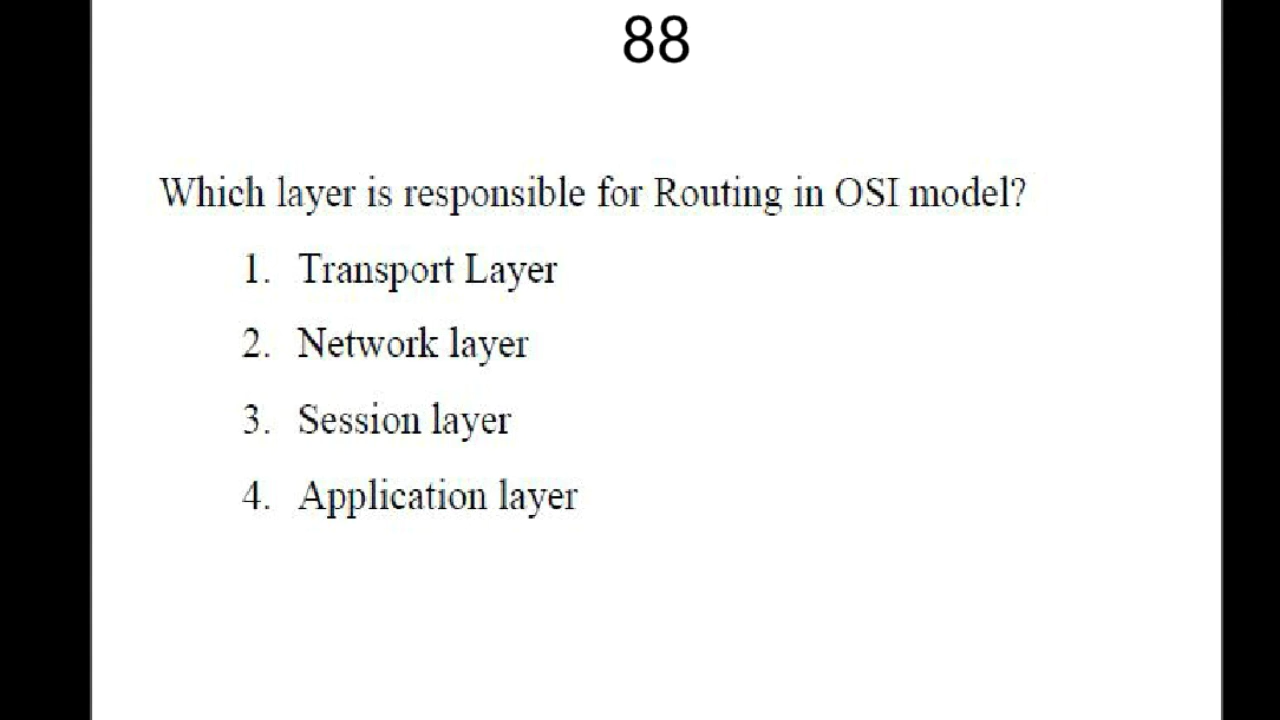 88
Which layer is responsible for Routing in OSI model?
1. Transport Layer
2. Network layer
3. Session layer
4. Application layer